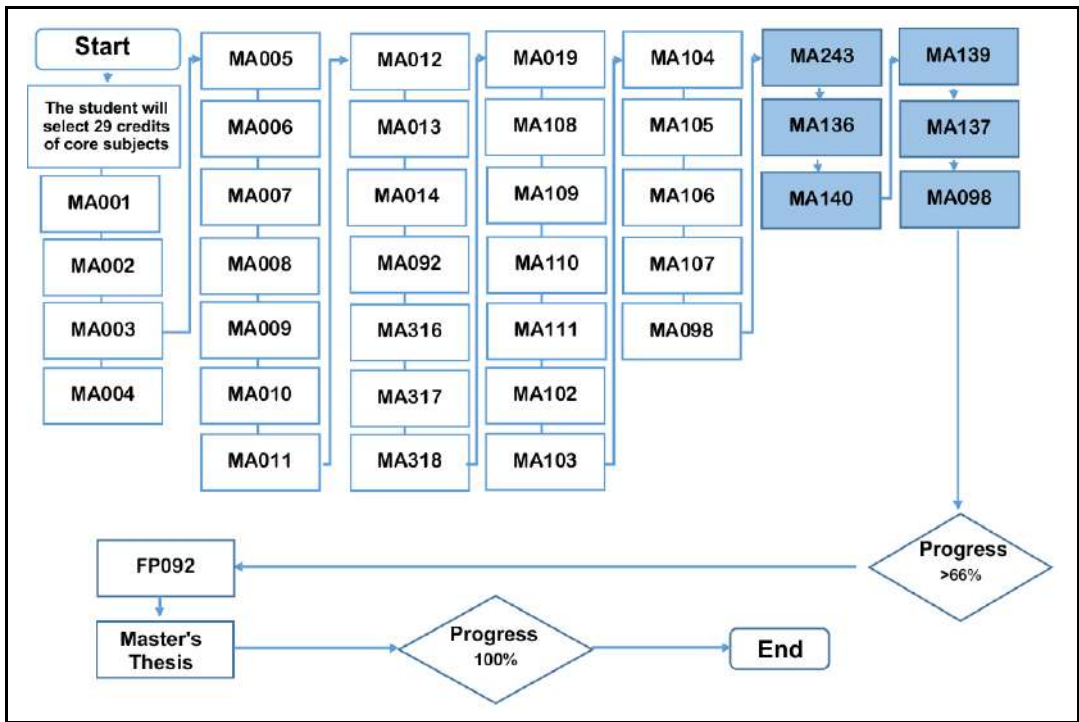 Start
The student will
select 29 credits
of core subjects
MA001
MA002
MA003
MA004
MA005
MA006
MA007
MA008
MA009
MA010
MA011
MA012
MA013
MA014
MA092
MA316
MA317
MA318
MA019
MA108
MA109
MA110
MA111
MA102
MA103
MA104
MA105
MA106
MA107
MA098
MA243
MA136
MA140
MA139
MA137
MA098
Progress
>66%
FP092
Master's
Thesis
Progress
100%
End